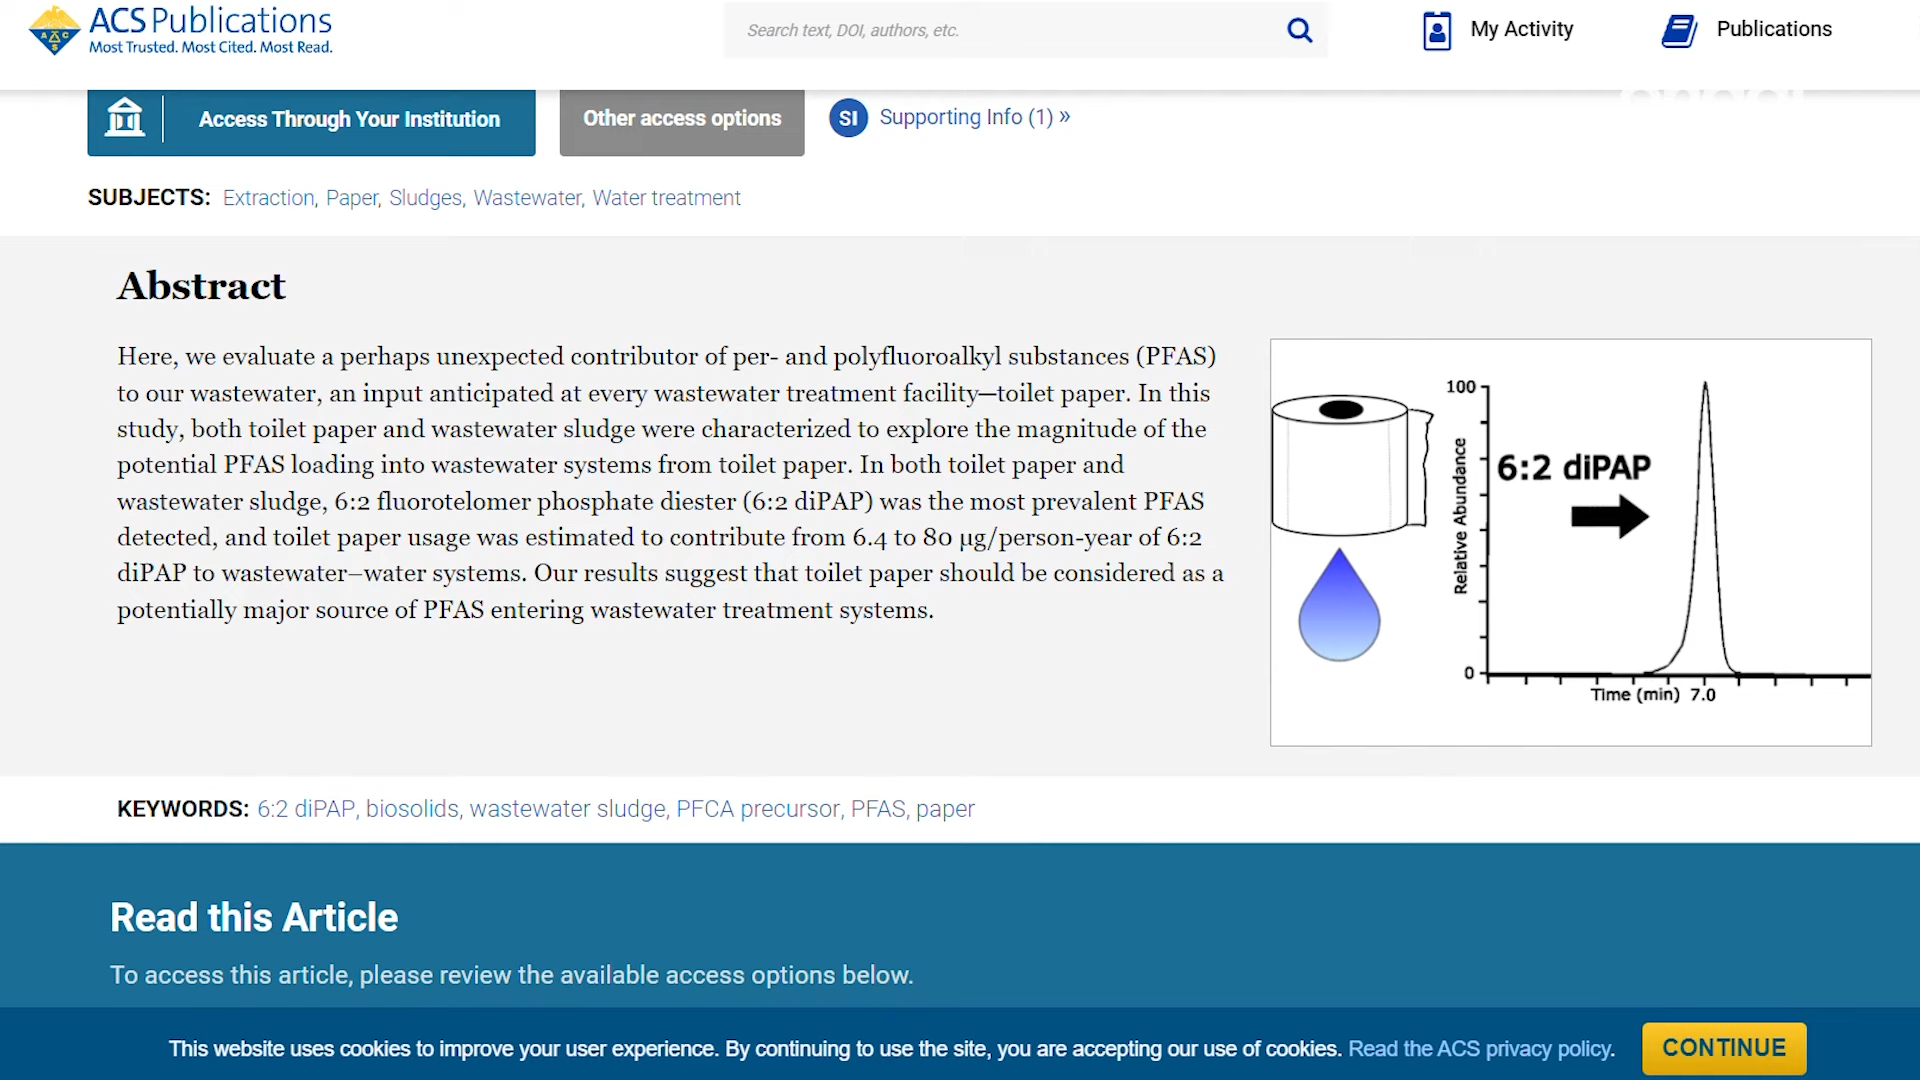 ACS Publications
Most Trusted. Most Cited. Most Read.
Search text, DOI, authors, etc.
My Activity
Publications
Access Through Your Institution
Other access options
SI Supporting Info (1) »
SUBJECTS: Extraction, Paper, Sludges, Wastewater, Water treatment
Abstract
Here, we evaluate a perhaps unexpected contributor of per- and polyfluoroalkyl substances (PFAS)
to our wastewater, an input anticipated at every wastewater treatment facility—toilet paper. In this
study, both toilet paper and wastewater sludge were characterized to explore the magnitude of the
potential PFAS loading into wastewater systems from toilet paper. In both toilet paper and
wastewater sludge, 6:2 fluorotelomer phosphate diester (6:2 diPAP) was the most prevalent PFAS
detected, and toilet paper usage was estimated to contribute from 6.4 to 80 μg/person-year of 6:2
diPAP to wastewater–water systems. Our results suggest that toilet paper should be considered as a
potentially major source of PFAS entering wastewater treatment systems.
100
6:2 diPAP
Relative Abundance
0
Time (min) 7.0
KEYWORDS: 6:2 diPAP, biosolids, wastewater sludge, PFCA precursor, PFAS, paper
Read this Article
To access this article, please review the available access options below.
This website uses cookies to improve your user experience. By continuing to use the site, you are accepting our use of cookies. Read the ACS privacy policy.
CONTINUE